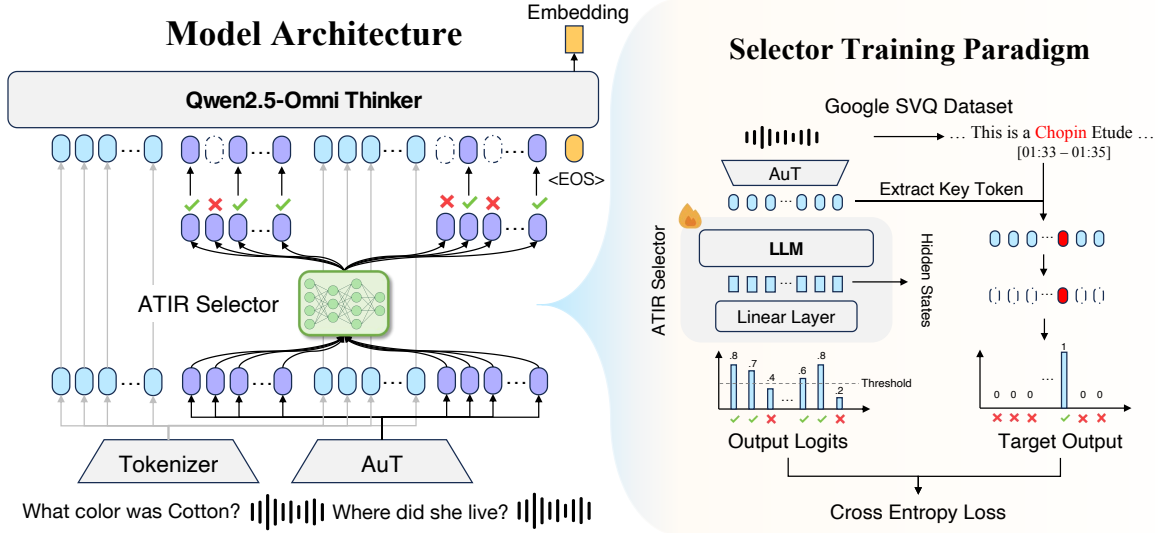 Model Architecture
Embedding
Qwen2.5-Omni Thinker
<EOS>
ATIR Selector
Tokenizer
AuT
What color was Cotton?
Where did she live?
Selector Training Paradigm
Google SVQ Dataset
... This is a Chopin Etude ...
[01:33 – 01:35]
AuT
Extract Key Token
ATIR Selector
LLM
Hidden States
Linear Layer
.8 .7 .4 ... .6 .8 .2
Threshold
Output Logits
0 0 0 ... 1 0 0
Target Output
Cross Entropy Loss